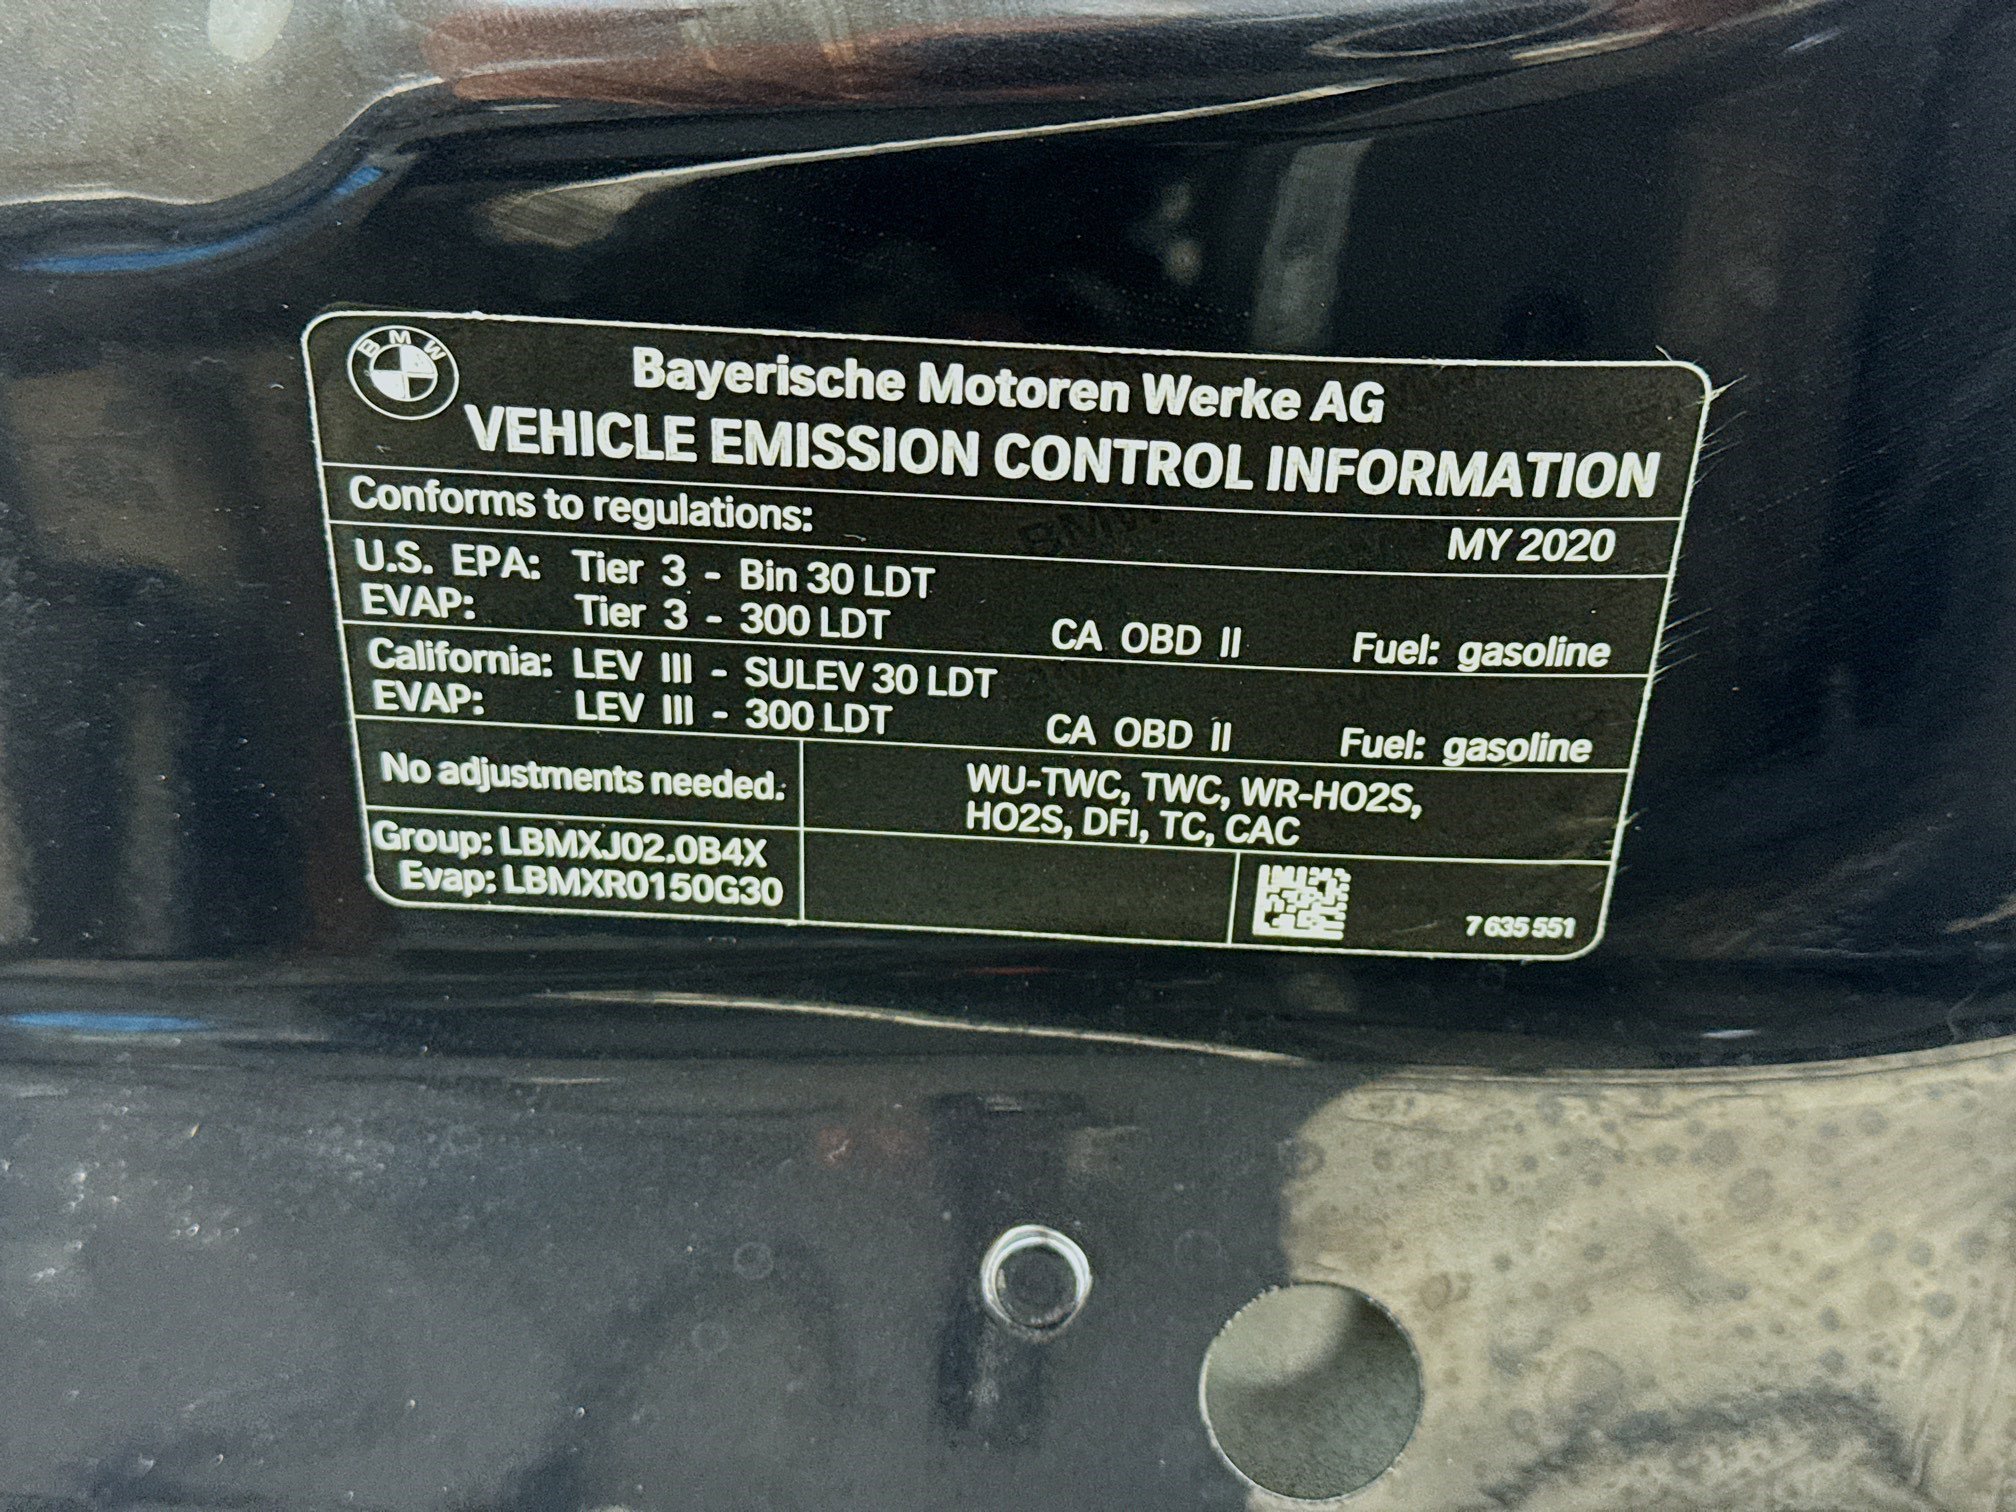 BMW
Bayerische Motoren Werke AG
VEHICLE EMISSION CONTROL INFORMATION
Conforms to regulations:
MY 2020
U.S. EPA: Tier 3 - Bin 30 LDT
EVAP: Tier 3 - 300 LDT CA OBD II Fuel: gasoline
California: LEV III - SULEV 30 LDT
EVAP: LEV III - 300 LDT CA OBD II Fuel: gasoline
No adjustments needed.
WU-TWC, TWC, WR-HO2S,
HO2S, DFI, TC, CAC
Group: LBMXJ02.0B4X
Evap: LBMXR0150G30
7 635 551